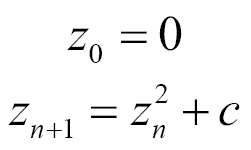 z₀ = 0
zₙ₊₁ = zₙ² + c